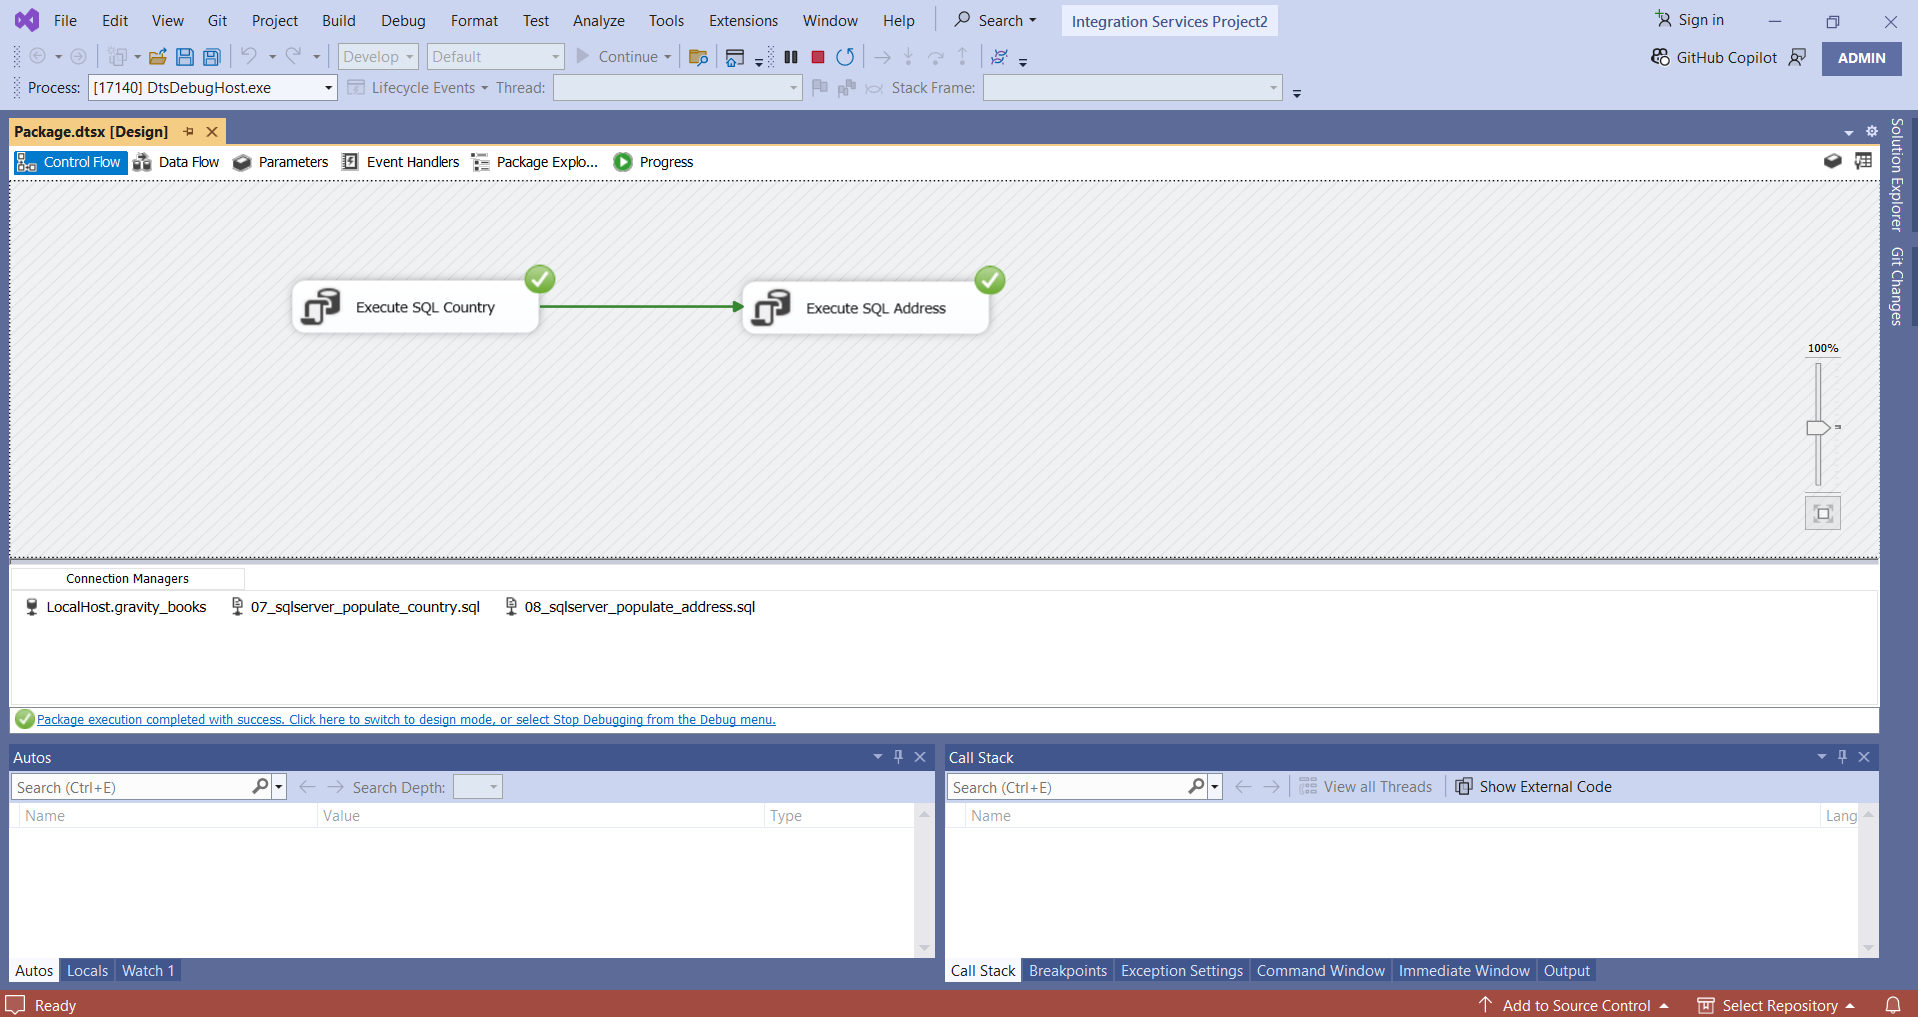 File Edit View Git Project Build Debug Format Test Analyze Tools Extensions Window Help Search Integration Services Project2 Sign in
Develop Default Continue GitHub Copilot ADMIN
Process: [17140] DtsDebugHost.exe Lifecycle Events Thread: Stack Frame:
Package.dtsx [Design]
Control Flow Data Flow Parameters Event Handlers Package Explo... Progress
Solution Explorer
Git Changes
Execute SQL Country
Execute SQL Address
100%
Connection Managers
LocalHost.gravity_books 07_sqlserver_populate_country.sql 08_sqlserver_populate_address.sql
Package execution completed with success. Click here to switch to design mode, or select Stop Debugging from the Debug menu.
Autos
Search (Ctrl+E) Search Depth:
Name Value Type
Autos Locals Watch 1
Call Stack
Search (Ctrl+E) View all Threads Show External Code
Name Lang
Call Stack Breakpoints Exception Settings Command Window Immediate Window Output
Ready Add to Source Control Select Repository